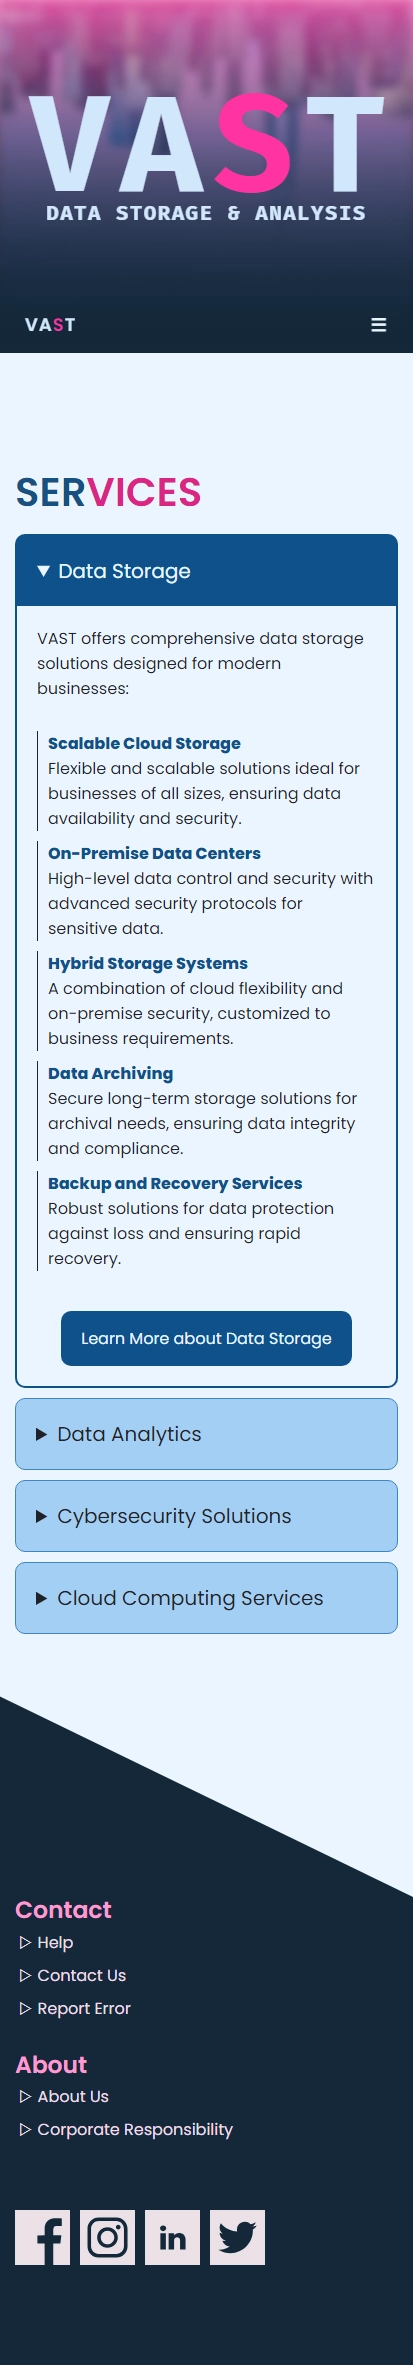 VAST
DATA STORAGE & ANALYSIS
VAST
SERVICES
Data Storage
VAST offers comprehensive data storage
solutions designed for modern
businesses:
Scalable Cloud Storage
Flexible and scalable solutions ideal for
businesses of all sizes, ensuring data
availability and security.
On-Premise Data Centers
High-level data control and security with
advanced security protocols for
sensitive data.
Hybrid Storage Systems
A combination of cloud flexibility and
on-premise security, customized to
business requirements.
Data Archiving
Secure long-term storage solutions for
archival needs, ensuring data integrity
and compliance.
Backup and Recovery Services
Robust solutions for data protection
against loss and ensuring rapid
recovery.
Learn More about Data Storage
Data Analytics
Cybersecurity Solutions
Cloud Computing Services
Contact
Help
Contact Us
Report Error
About
About Us
Corporate Responsibility